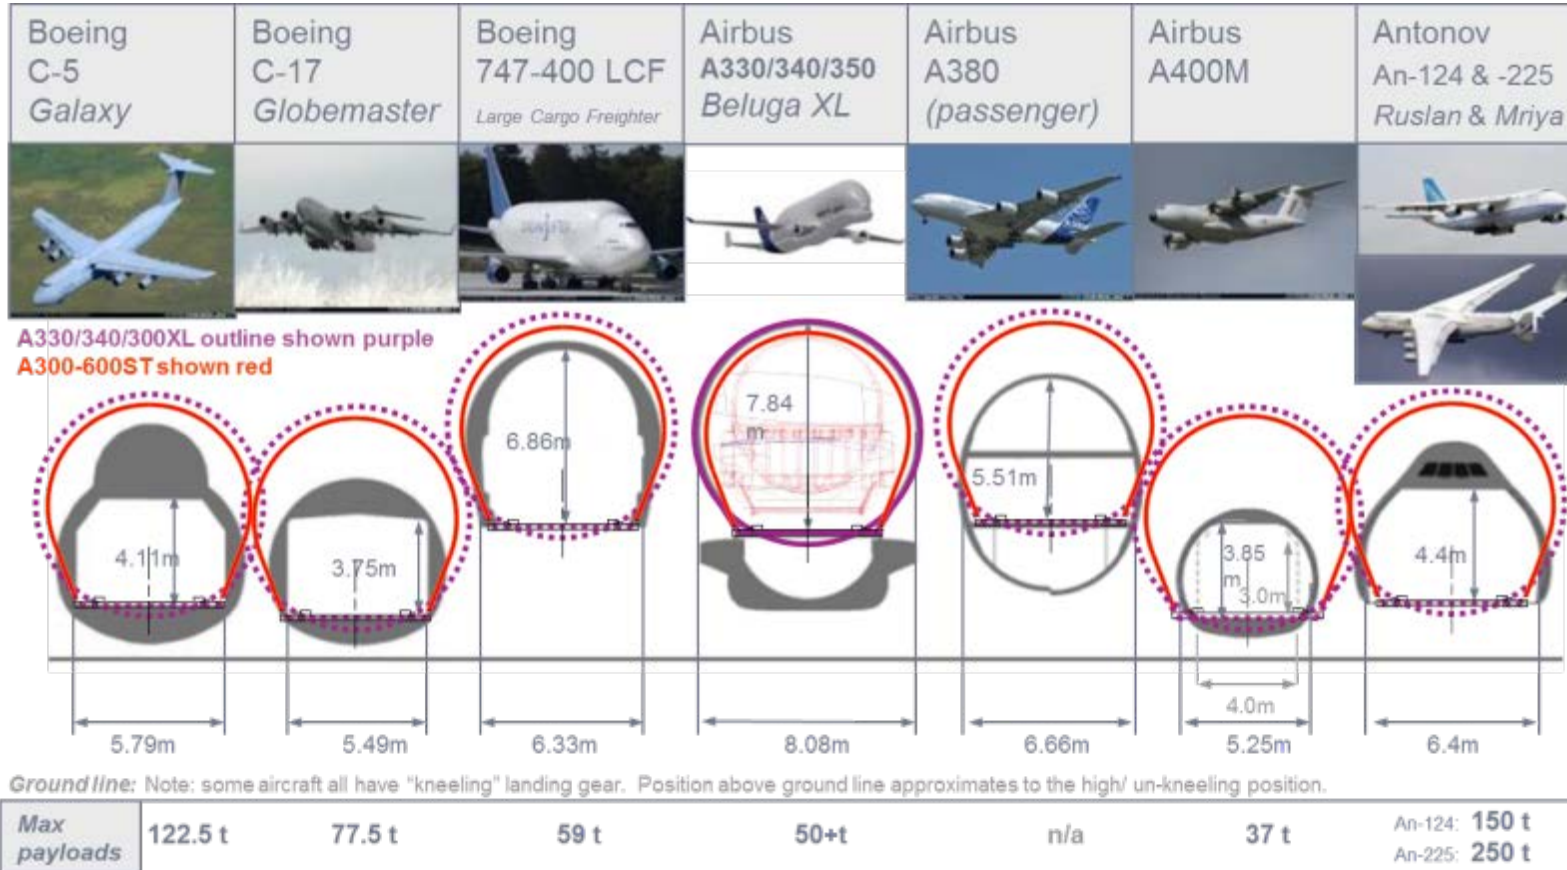 Boeing
C-5
Galaxy
Boeing
C-17
Globemaster
Boeing
747-400 LCF
Large Cargo Freighter
Airbus
A330/340/350
Beluga XL
Airbus
A380
(passenger)
Airbus
A400M
Antonov
An-124 & -225
Ruslan & Mriya
A330/340/300XL outline shown purple
A300-600ST shown red
4.11m
3.75m
6.86m
7.84
m
5.51m
3.85
m
3.0m
4.4m
4.0m
5.79m
5.49m
6.33m
8.08m
6.66m
5.25m
6.4m
Ground line: Note: some aircraft all have "kneeling" landing gear. Position above ground line approximates to the high/ un-kneeling position.
Max
payloads
122.5 t
77.5 t
59 t
50+t
n/a
37 t
An-124: 150 t
An-225: 250 t